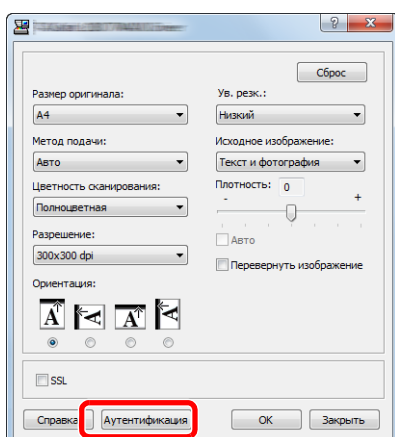 Сброс
Размер оригинала:
Ув. резк.:
A4
Низкий
Метод подачи:
Исходное изображение:
Авто
Текст и фотография
Цветность сканирования:
Плотность: 0
- +
Полноцветная
Разрешение:
Авто
300x300 dpi
Перевернуть изображение
Ориентация:
A A A A
SSL
Справка Аутентификация OK Закрыть